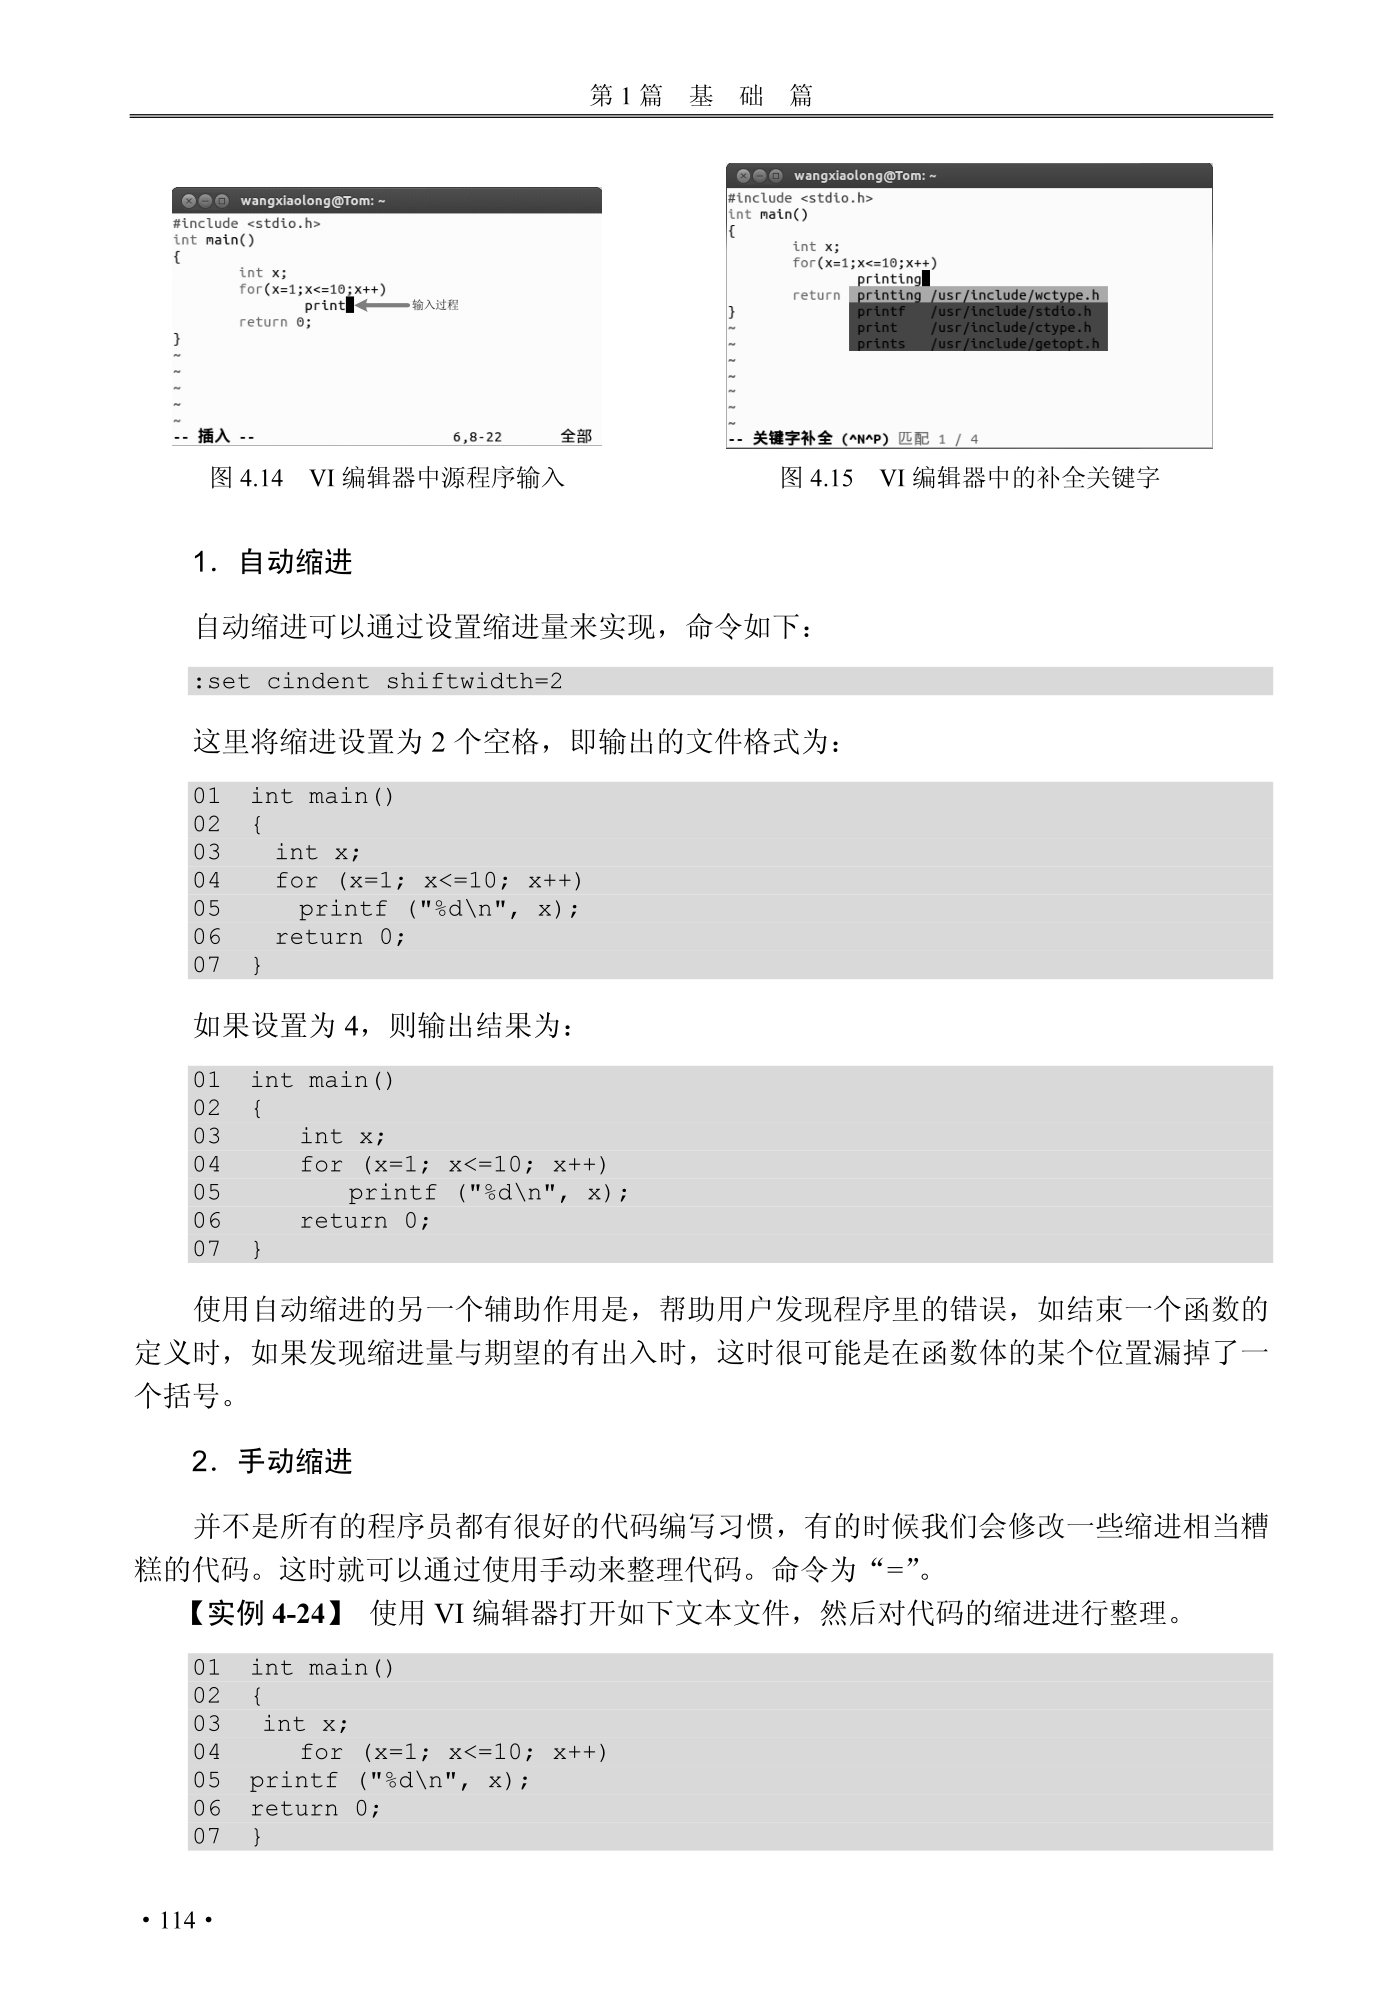 第 1 篇 基 础 篇
wangxiaolong@Tom: ~
#include <stdio.h>
int main()
{
        int x;
        for(x=1;x<=10;x++)
                print 输入过程
        return 0;
}
~
~
~
~
~
-- 插入 -- 6,8-22 全部
图 4.14 VI 编辑器中源程序输入
wangxiaolong@Tom: ~
#include <stdio.h>
int main()
{
        int x;
        for(x=1;x<=10;x++)
                printing
        return printing /usr/include/wctype.h
} printf /usr/include/stdio.h
~ print /usr/include/ctype.h
~ prints /usr/include/getopt.h
~
~
~
~
~
-- 关键字补全 (^N^P) 匹配 1 / 4
图 4.15 VI 编辑器中的补全关键字
1．自动缩进
自动缩进可以通过设置缩进量来实现，命令如下：
:set cindent shiftwidth=2
这里将缩进设置为 2 个空格，即输出的文件格式为：
01  int main()
02  {
03    int x;
04    for (x=1; x<=10; x++)
05      printf ("%d\n", x);
06    return 0;
07  }
如果设置为 4，则输出结果为：
01  int main()
02  {
03      int x;
04      for (x=1; x<=10; x++)
05          printf ("%d\n", x);
06      return 0;
07  }
使用自动缩进的另一个辅助作用是，帮助用户发现程序里的错误，如结束一个函数的
定义时，如果发现缩进量与期望的有出入时，这时很可能是在函数体的某个位置漏掉了一
个括号。
2．手动缩进
并不是所有的程序员都有很好的代码编写习惯，有的时候我们会修改一些缩进相当糟
糕的代码。这时就可以通过使用手动来整理代码。命令为“=”。
【实例 4-24】 使用 VI 编辑器打开如下文本文件，然后对代码的缩进进行整理。
01  int main()
02  {
03   int x;
04      for (x=1; x<=10; x++)
05  printf ("%d\n", x);
06  return 0;
07  }
· 114 ·